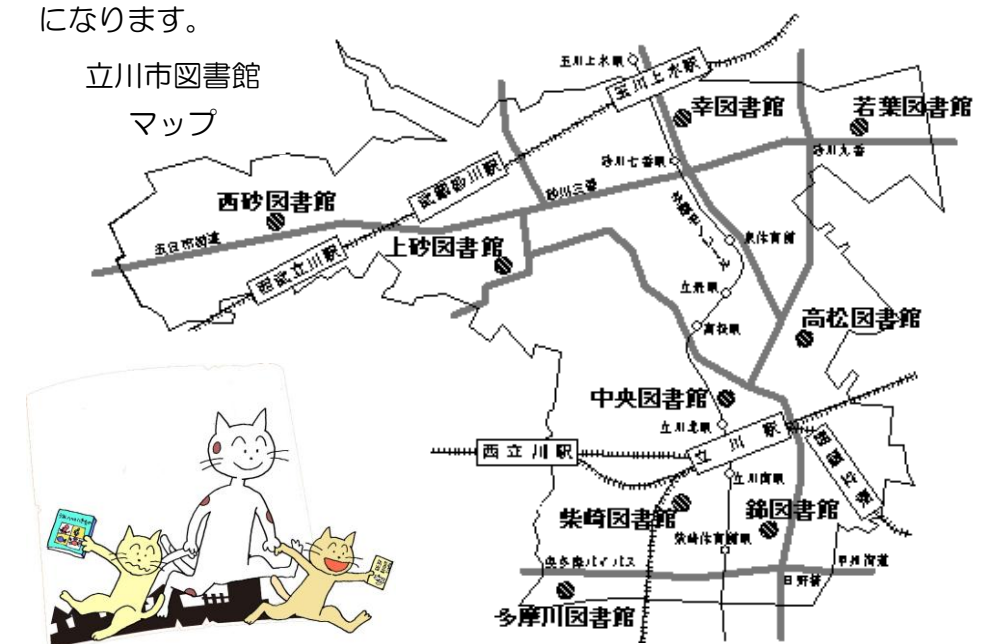 になります。
立川市図書館
マップ
玉川上水駅
玉川上水駅
幸図書館
若葉図書館
砂川九番
砂川七番駅
武蔵砂川駅
砂川三番
西砂図書館
五日市街道
上砂図書館
西武立川駅
泉体育館
立飛駅
高松駅
高松図書館
中央図書館
立川北駅
立川駅
西立川駅
立川南駅
柴崎図書館
錦図書館
柴崎体育館駅
奥多摩バイパス
甲州街道
日野橋
多摩川図書館